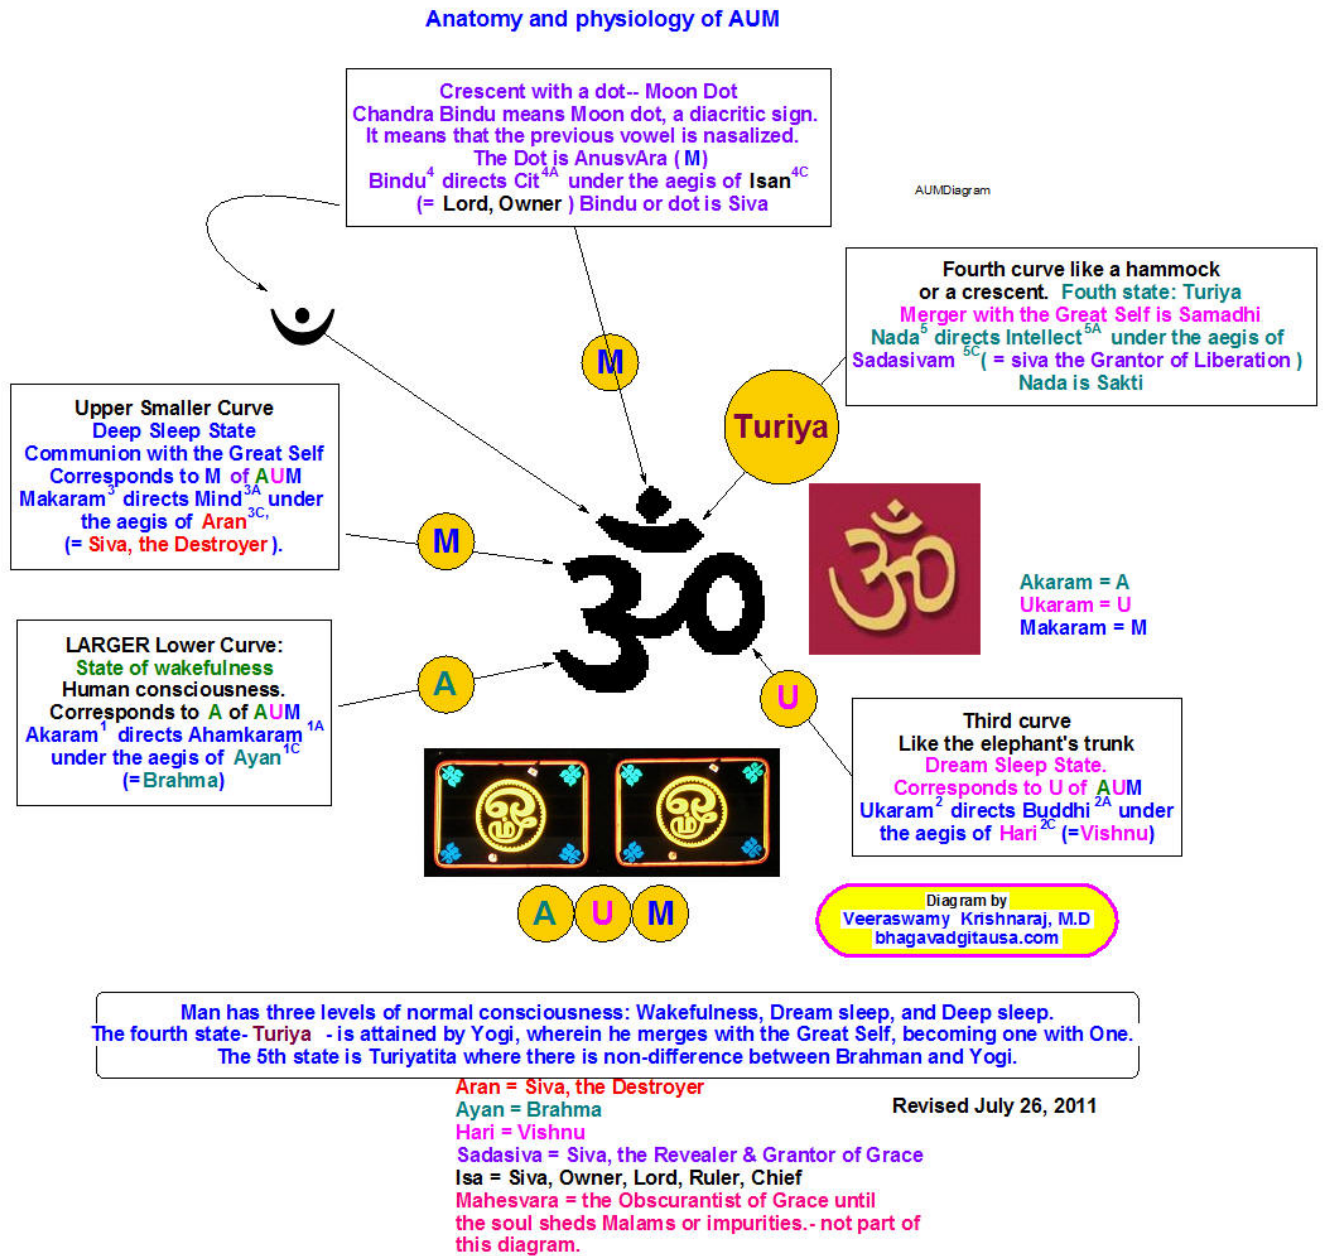 Anatomy and physiology of AUM
Crescent with a dot-- Moon Dot
Chandra Bindu means Moon dot, a diacritic sign.
It means that the previous vowel is nasalized.
The Dot is AnusvAra ( M)
Bindu4 directs Cit4A under the aegis of Isan4C
(= Lord, Owner ) Bindu or dot is Siva
AUMDiagram
Fourth curve like a hammock
or a crescent. Fouth state: Turiya
Merger with the Great Self is Samadhi
Nada5 directs Intellect5A under the aegis of
Sadasivam 5C( = siva the Grantor of Liberation )
Nada is Sakti
M
Turiya
Upper Smaller Curve
Deep Sleep State
Communion with the Great Self
Corresponds to M of AUM
Makaram3 directs Mind3A under
the aegis of Aran3C,
(= Siva, the Destroyer ).
M
ॐ
ॐ
Akaram = A
Ukaram = U
Makaram = M
LARGER Lower Curve:
State of wakefulness
Human consciousness.
Corresponds to A of AUM
Akaram1 directs Ahamkaram1A
under the aegis of Ayan1C
(=Brahma)
A
U
Third curve
Like the elephant's trunk
Dream Sleep State.
Corresponds to U of AUM
Ukaram2 directs Buddhi2A under
the aegis of Hari2C (=Vishnu)
ௐ ௐ
A U M
Diagram by
Veeraswamy Krishnaraj, M.D
bhagavadgitausa.com
Man has three levels of normal consciousness: Wakefulness, Dream sleep, and Deep sleep.
The fourth state- Turiya - is attained by Yogi, wherein he merges with the Great Self, becoming one with One.
The 5th state is Turiyatita where there is non-difference between Brahman and Yogi.
Aran = Siva, the Destroyer
Ayan = Brahma
Hari = Vishnu
Sadasiva = Siva, the Revealer & Grantor of Grace
Isa = Siva, Owner, Lord, Ruler, Chief
Mahesvara = the Obscurantist of Grace until
the soul sheds Malams or impurities.- not part of
this diagram.
Revised July 26, 2011